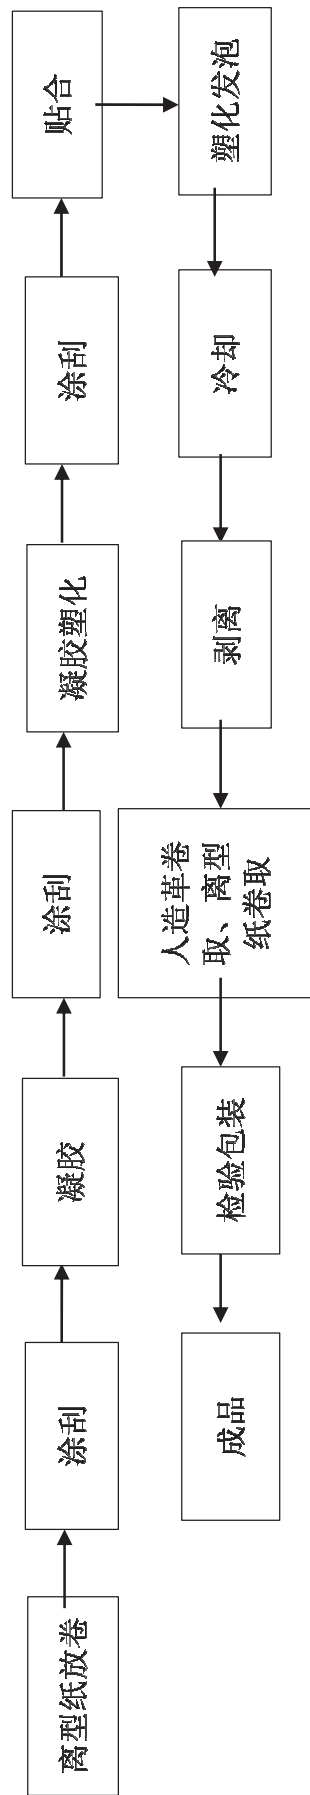 离型纸放卷
涂刮
凝胶
涂刮
凝胶塑化
涂刮
贴合
塑化发泡
冷却
剥离
人造革卷
取、离型
纸卷取
检验包装
成品